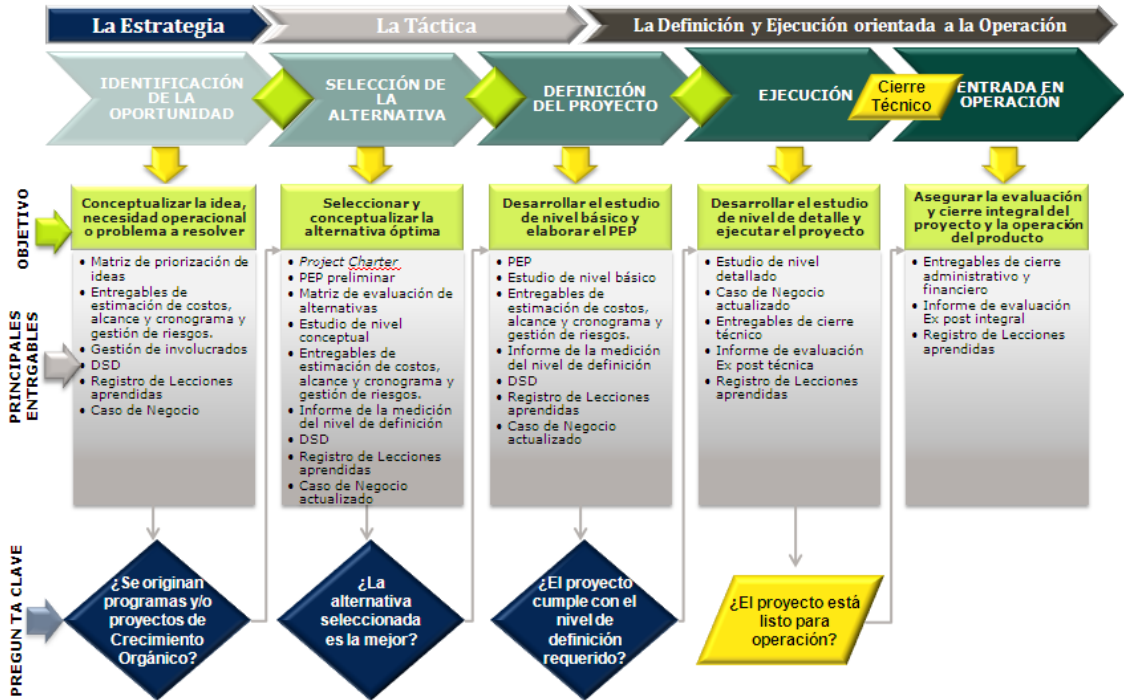 La Estrategia
La Táctica
La Definición y Ejecución orientada a la Operación
IDENTIFICACIÓN
DE LA
OPORTUNIDAD
SELECCIÓN DE
LA
ALTERNATIVA
DEFINICIÓN
DEL PROYECTO
EJECUCIÓN
Cierre
Técnico
ENTRADA EN
OPERACIÓN
OBJETIVO
Conceptualizar la idea,
necesidad operacional
o problema a resolver
Seleccionar y
conceptualizar la
alternativa óptima
Desarrollar el estudio
de nivel básico y
elaborar el PEP
Desarrollar el estudio
de nivel de detalle y
ejecutar el proyecto
Asegurar la evaluación
y cierre integral del
proyecto y la operación
del producto
PRINCIPALES
ENTRGABLES
• Matriz de priorización de
ideas
• Entregables de
estimación de costos,
alcance y cronograma y
gestión de riesgos.
• Gestión de involucrados
• DSD
• Registro de Lecciones
aprendidas
• Caso de Negocio
• Project Charter
• PEP preliminar
• Matriz de evaluación de
alternativas
• Estudio de nivel
conceptual
• Entregables de
estimación de costos,
alcance y cronograma y
gestión de riesgos.
• Informe de la medición
del nivel de definición
• DSD
• Registro de Lecciones
aprendidas
• Caso de Negocio
actualizado
• PEP
• Estudio de nivel básico
• Entregables de
estimación de costos,
alcance y cronograma y
gestión de riesgos.
• Informe de la medición
del nivel de definición
• DSD
• Registro de Lecciones
aprendidas
• Caso de Negocio
actualizado
• Estudio de nivel
detallado
• Caso de Negocio
actualizado
• Entregables de cierre
técnico
• Informe de evaluación
Ex post técnica
• Registro de Lecciones
aprendidas
• Entregables de cierre
administrativo y
financiero
• Informe de evaluación
Ex post integral
• Registro de Lecciones
aprendidas
PREGUNTA CLAVE
¿Se originan
programas y/o
proyectos de
Crecimiento
Orgánico?
¿La
alternativa
seleccionada
es la mejor?
¿El proyecto
cumple con el
nivel de
definición
requerido?
¿El proyecto está
listo para
operación?